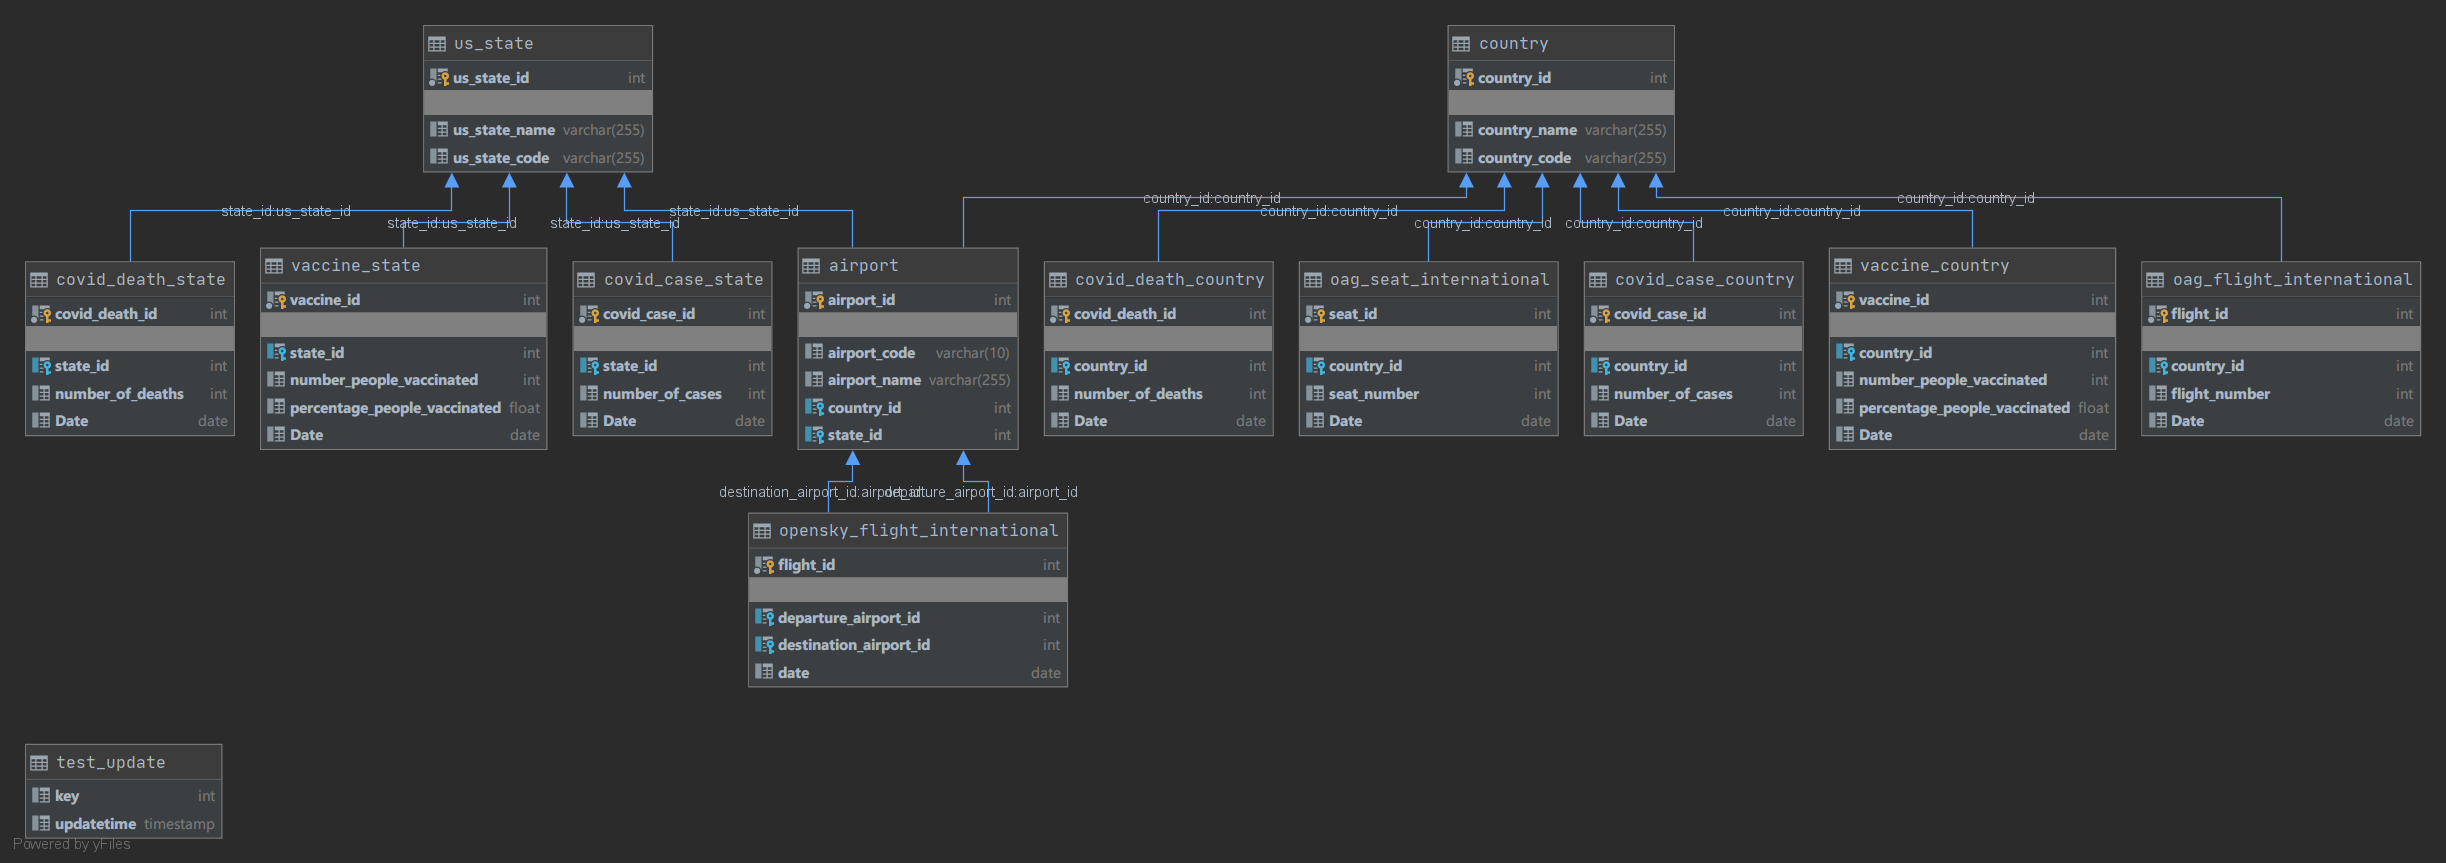 us_state
us_state_id int
us_state_name varchar(255)
us_state_code varchar(255)
country
country_id int
country_name varchar(255)
country_code varchar(255)
state_id:us_state_id
state_id:us_state_id
state_id:us_state_id
state_id:us_state_id
country_id:country_id
country_id:country_id
country_id:country_id
country_id:country_id
country_id:country_id
country_id:country_id
covid_death_state
covid_death_id int
state_id int
number_of_deaths int
Date date
vaccine_state
vaccine_id int
state_id int
number_people_vaccinated int
percentage_people_vaccinated float
Date date
covid_case_state
covid_case_id int
state_id int
number_of_cases int
Date date
airport
airport_id int
airport_code varchar(10)
airport_name varchar(255)
country_id int
state_id int
covid_death_country
covid_death_id int
country_id int
number_of_deaths int
Date date
oag_seat_international
seat_id int
country_id int
seat_number int
Date date
covid_case_country
covid_case_id int
country_id int
number_of_cases int
Date date
vaccine_country
vaccine_id int
country_id int
number_people_vaccinated int
percentage_people_vaccinated float
Date date
oag_flight_international
flight_id int
country_id int
flight_number int
Date date
destination_airport_id:airport_id
departure_airport_id:airport_id
opensky_flight_international
flight_id int
departure_airport_id int
destination_airport_id int
date date
test_update
key int
updatetime timestamp
Powered by yFiles